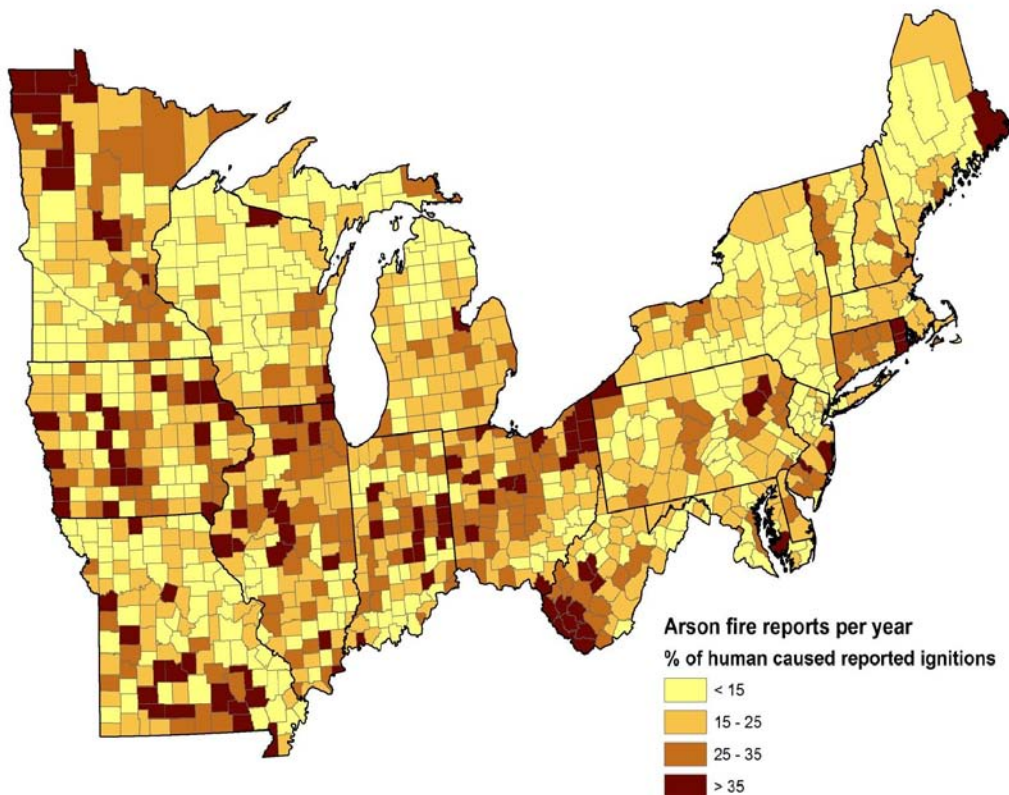 Arson fire reports per year
% of human caused reported ignitions
< 15
15 - 25
25 - 35
> 35